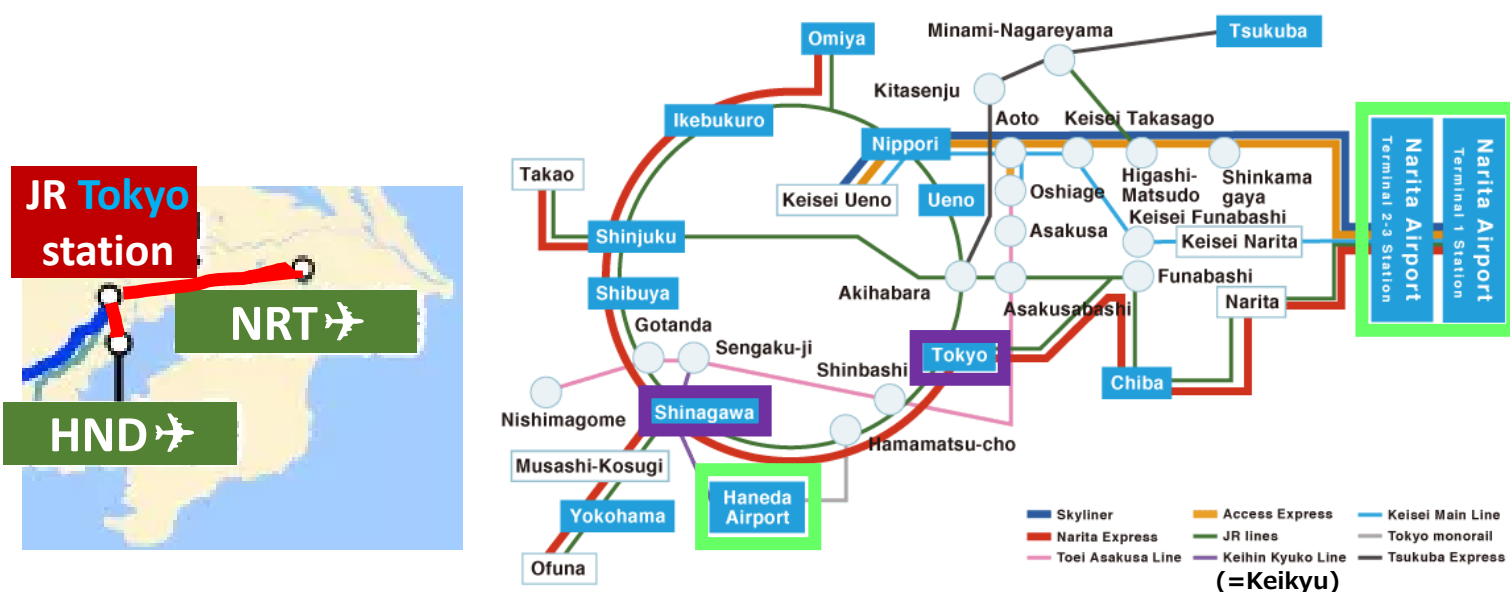 JR Tokyo
station
NRT
HND
Omiya
Ikebukuro
Takao
Shinjuku
Shibuya
Gotanda
Sengaku-ji
Nishimagome
Shinagawa
Musashi-Kosugi
Yokohama
Ofuna
Haneda
Airport
Hamamatsu-cho
Shinbashi
Tokyo
Akihabara
Asakusabashi
Nippori
Keisei Ueno
Ueno
Kitasenju
Minami-Nagareyama
Tsukuba
Aoto
Keisei Takasago
Oshiage
Asakusa
Higashi-
Matsudo
Shinkama
gaya
Keisei Funabashi
Keisei Narita
Funabashi
Narita
Chiba
Narita Airport
Terminal 2-3 Station
Narita Airport
Terminal 1 Station
Skyliner
Access Express
Keisei Main Line
Narita Express
JR lines
Tokyo monorail
Toei Asakusa Line
Keihin Kyuko Line
Tsukuba Express
(=Keikyu)